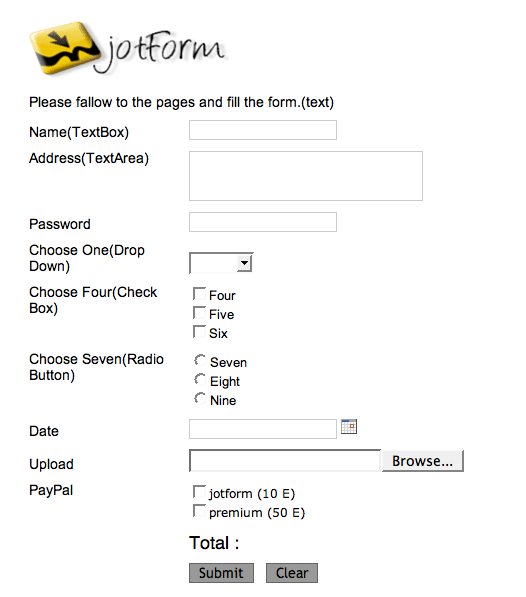 jotform
Please fallow to the pages and fill the form.(text)
Name(TextBox)
Address(TextArea)
Password
Choose One(Drop
Down)
Choose Four(Check
Box)
Four
Five
Six
Choose Seven(Radio
Button)
Seven
Eight
Nine
Date
Upload
Browse...
PayPal
jotform (10 E)
premium (50 E)
Total :
Submit Clear